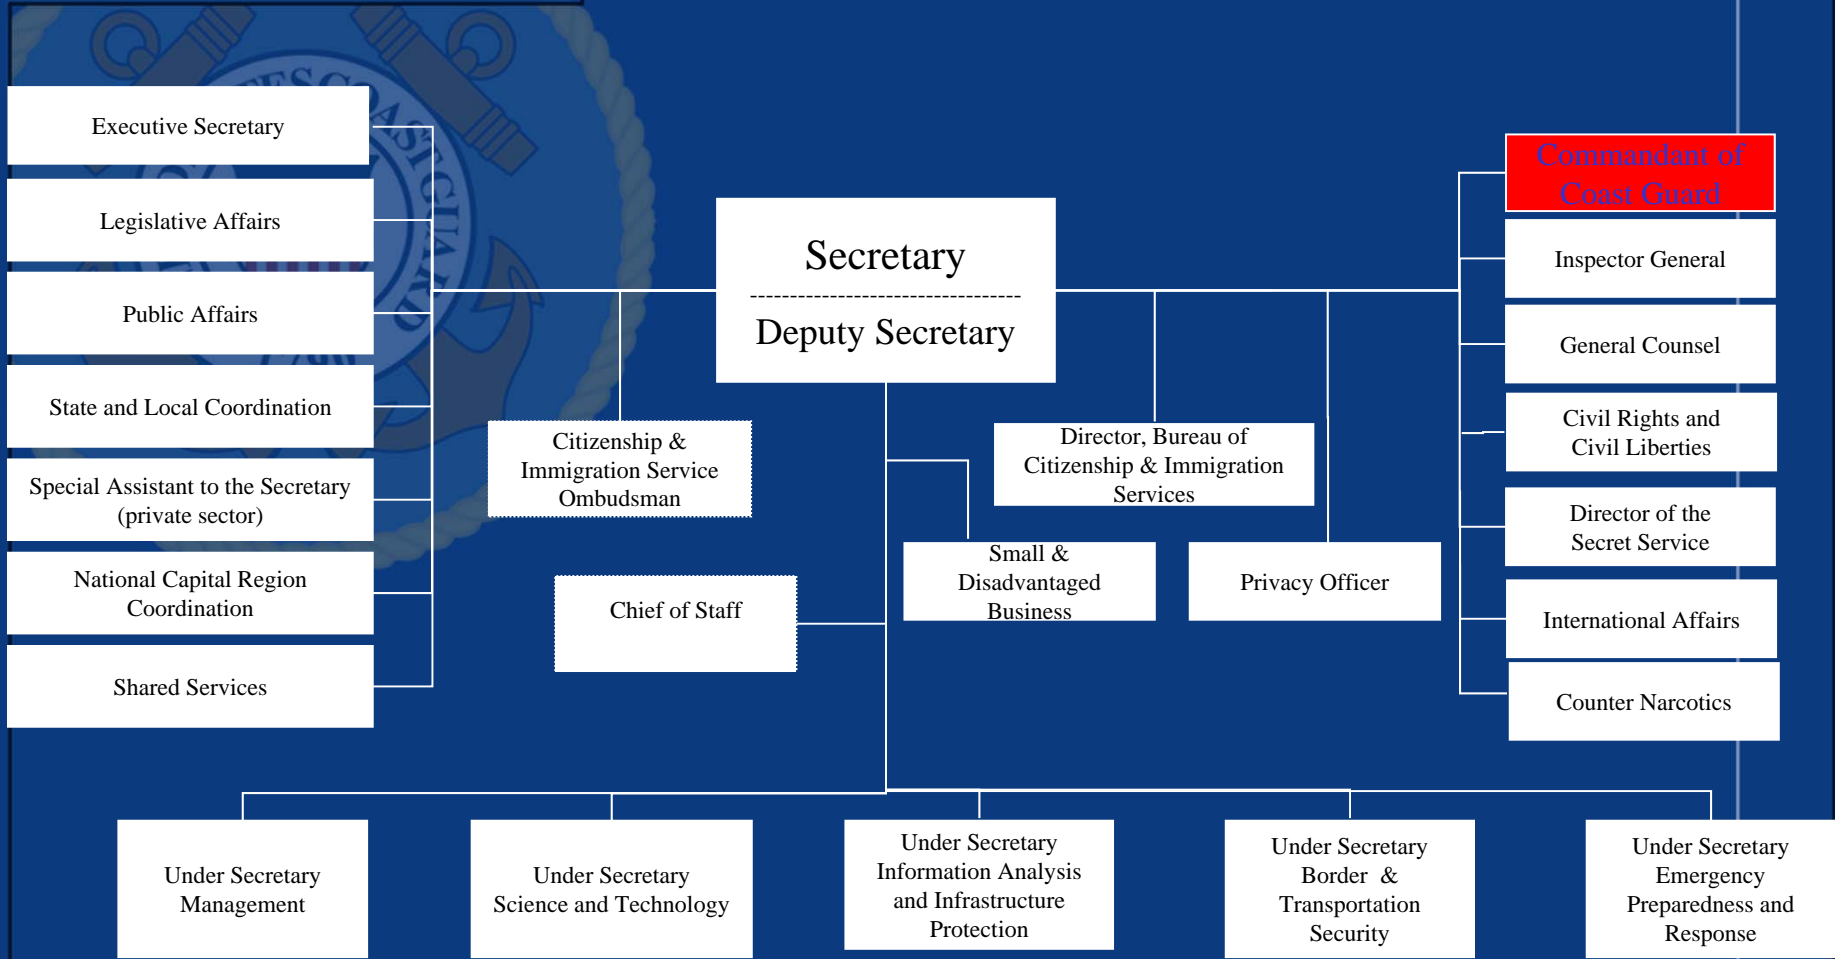 Executive Secretary
Legislative Affairs
Public Affairs
State and Local Coordination
Special Assistant to the Secretary
(private sector)
National Capital Region
Coordination
Shared Services
Secretary
----------------------------------
Deputy Secretary
Citizenship &
Immigration Service
Ombudsman
Chief of Staff
Director, Bureau of
Citizenship & Immigration
Services
Small &
Disadvantaged
Business
Privacy Officer
Commandant of
Coast Guard
Inspector General
General Counsel
Civil Rights and
Civil Liberties
Director of the
Secret Service
International Affairs
Counter Narcotics
Under Secretary
Management
Under Secretary
Science and Technology
Under Secretary
Information Analysis
and Infrastructure
Protection
Under Secretary
Border &
Transportation
Security
Under Secretary
Emergency
Preparedness and
Response
COAST GUARD